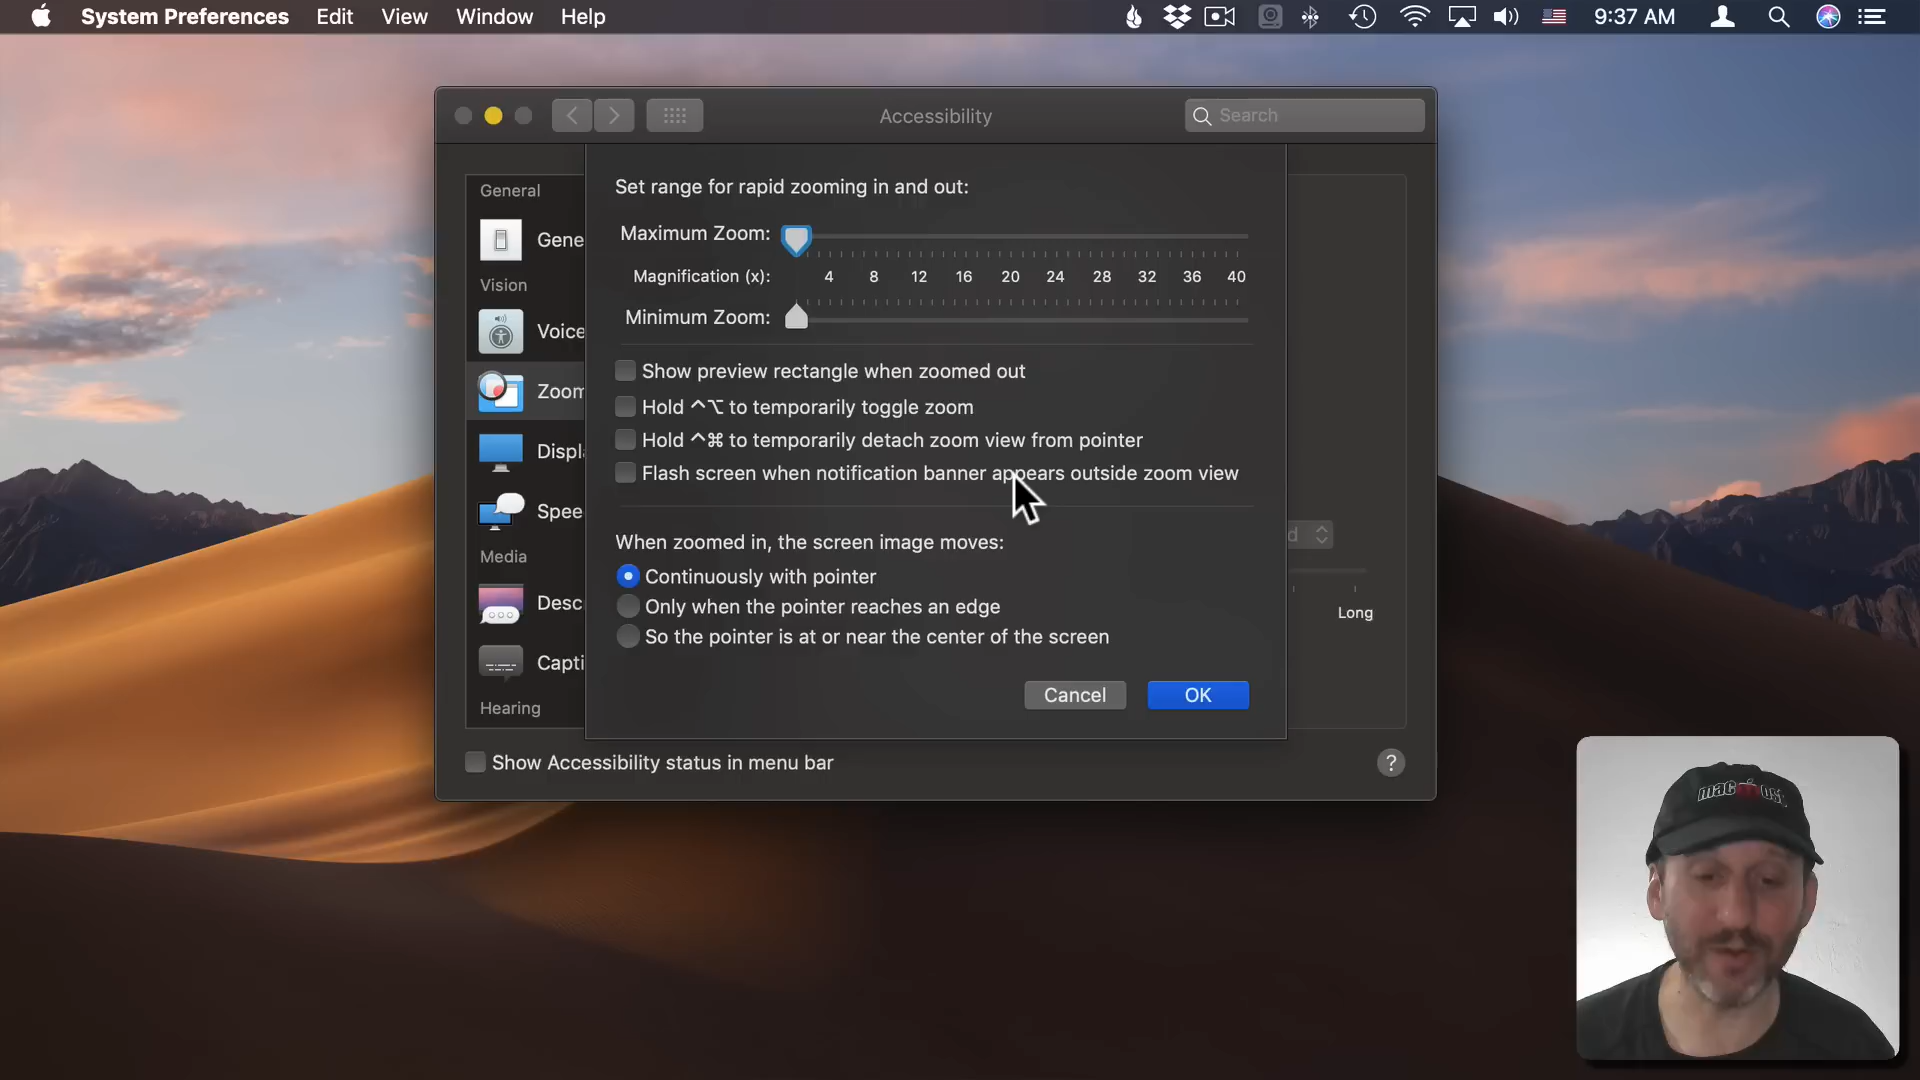 System Preferences Edit View Window Help 9:37 AM
Accessibility
Search
General
Gene
Vision
Voice
Zoom
Displ
Spee
Media
Desc
Capti
Hearing
Set range for rapid zooming in and out:
Maximum Zoom:
Magnification (x): 4 8 12 16 20 24 28 32 36 40
Minimum Zoom:
Show preview rectangle when zoomed out
Hold ^⌥ to temporarily toggle zoom
Hold ^⌘ to temporarily detach zoom view from pointer
Flash screen when notification banner appears outside zoom view
When zoomed in, the screen image moves:
Continuously with pointer
Only when the pointer reaches an edge
So the pointer is at or near the center of the screen
d
Long
Cancel OK
Show Accessibility status in menu bar
?